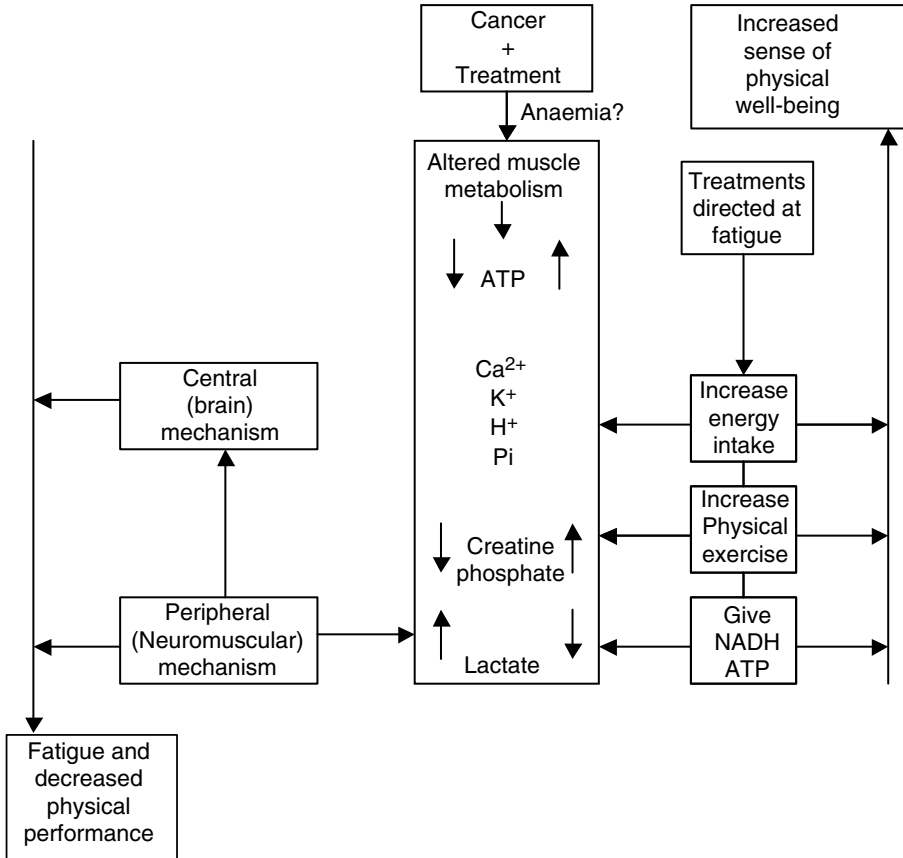 Cancer
+
Treatment
Increased
sense of
physical
well-being
Anaemia?
Altered muscle
metabolism
ATP
Treatments
directed at
fatigue
Ca²⁺
K⁺
H⁺
Pi
Central
(brain)
mechanism
Increase
energy
intake
Increase
Physical
exercise
Creatine
phosphate
Peripheral
(Neuromuscular)
mechanism
Lactate
Give
NADH
ATP
Fatigue and
decreased
physical
performance